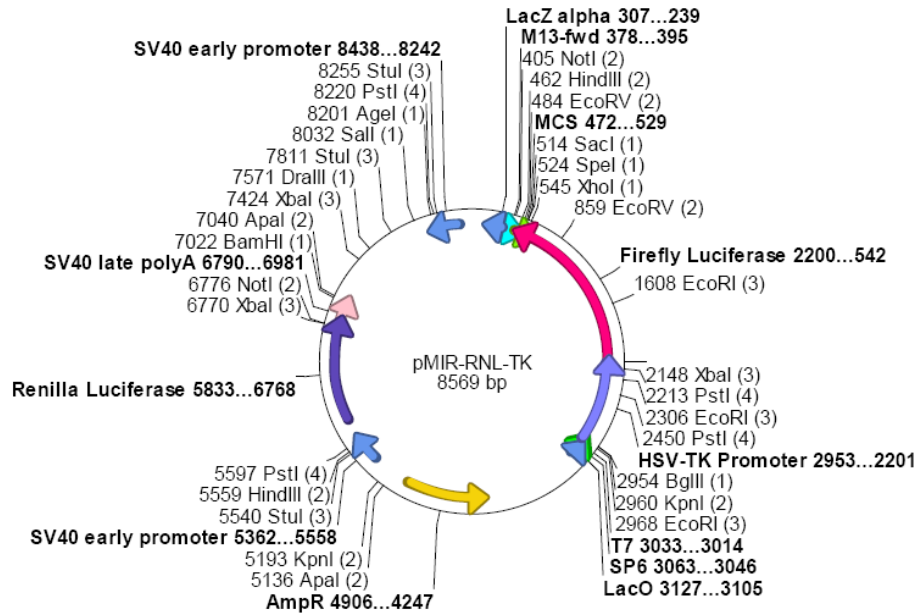 LacZ alpha 307...239
M13-fwd 378...395
405 NotI (2)
462 HindIII (2)
484 EcoRV (2)
MCS 472...529
514 SacI (1)
524 SpeI (1)
545 XhoI (1)
859 EcoRV (2)
Firefly Luciferase 2200...542
1608 EcoRI (3)
2148 XbaI (3)
2213 PstI (4)
2306 EcoRI (3)
2450 PstI (4)
HSV-TK Promoter 2953...2201
2954 BglII (1)
2960 KpnI (2)
2968 EcoRI (3)
T7 3033...3014
SP6 3063...3046
LacO 3127...3105
AmpR 4906...4247
5136 ApaI (2)
5193 KpnI (2)
SV40 early promoter 5362...5558
5540 StuI (3)
5559 HindIII (2)
5597 PstI (4)
Renilla Luciferase 5833...6768
6770 XbaI (3)
6776 NotI (2)
SV40 late polyA 6790...6981
7022 BamHI (1)
7040 ApaI (2)
7424 XbaI (3)
7571 DraIII (1)
7811 StuI (3)
8032 SalI (1)
8201 AgeI (1)
8220 PstI (4)
8255 StuI (3)
SV40 early promoter 8438...8242
pMIR-RNL-TK
8569 bp